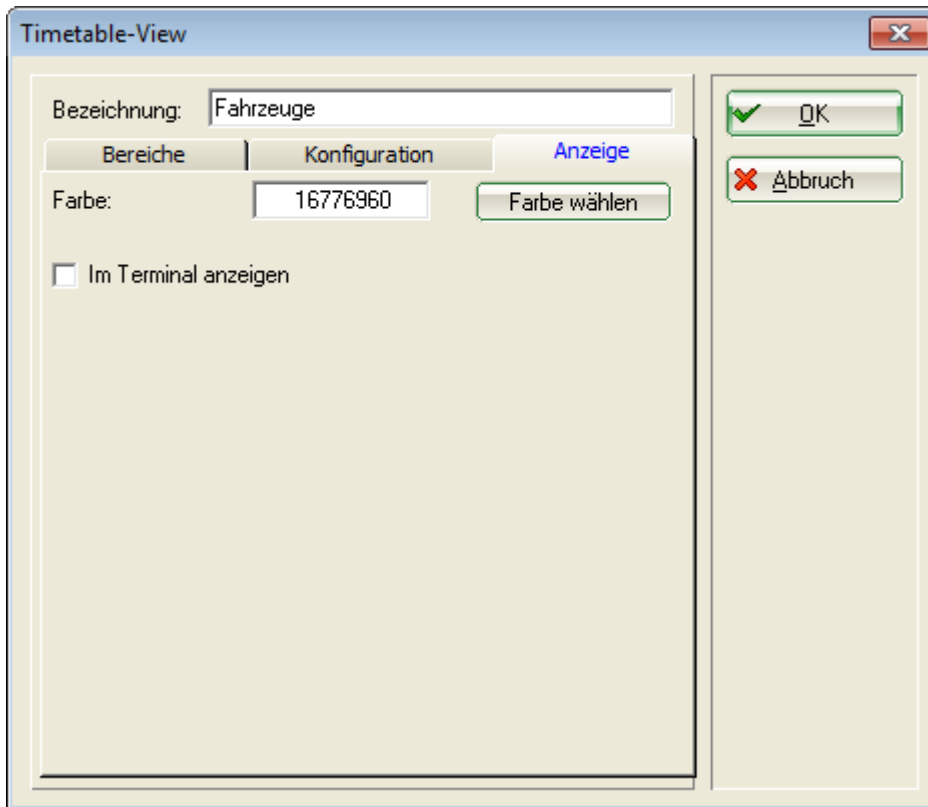 Timetable-View
Bezeichnung: Fahrzeuge
Bereiche Konfiguration Anzeige
Farbe: 16776960 Farbe wählen
Im Terminal anzeigen
OK
Abbruch